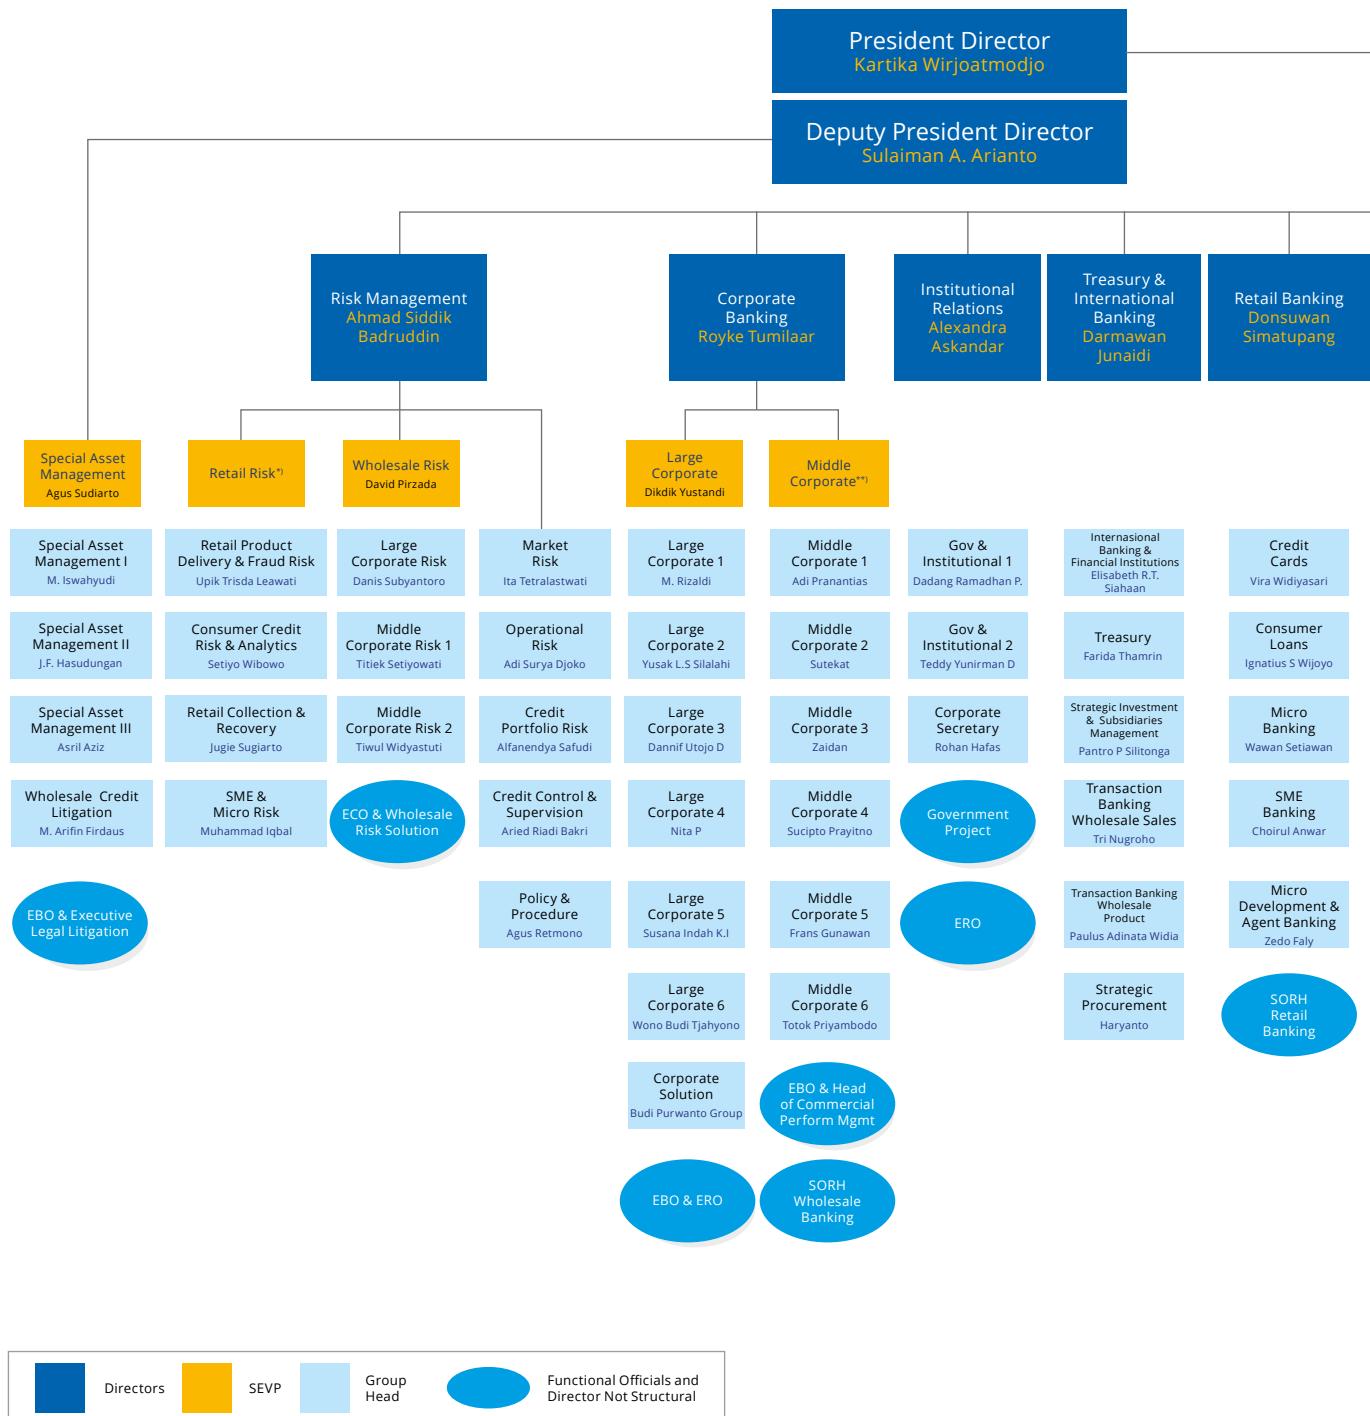 President Director
Kartika Wirjoatmodjo
Deputy President Director
Sulaiman A. Arianto
Risk Management
Ahmad Siddik
Badruddin
Corporate
Banking
Royke Tumilaar
Institutional
Relations
Alexandra
Askandar
Treasury &
International
Banking
Darmawan
Junaidi
Retail Banking
Donsuwan
Simatupang
Special Asset
Management
Agus Sudiarto
Retail Risk*)
Wholesale Risk
David Pirzada
Large
Corporate
Dikdik Yustandi
Middle
Corporate**)
Special Asset
Management I
M. Iswahyudi
Retail Product
Delivery & Fraud Risk
Upik Trisda Leawati
Large
Corporate Risk
Danis Subyantoro
Market
Risk
Ita Tetralastwati
Large
Corporate 1
M. Rizaldi
Middle
Corporate 1
Adi Pranantias
Gov &
Institutional 1
Dadang Ramadhan P.
Internasional
Banking &
Financial Institutions
Elisabeth R.T.
Siahaan
Credit
Cards
Vira Widiyasari
Special Asset
Management II
J.F. Hasudungan
Consumer Credit
Risk & Analytics
Setiyo Wibowo
Middle
Corporate Risk 1
Titiek Setiyowati
Operational
Risk
Adi Surya Djoko
Large
Corporate 2
Yusak L.S Silalahi
Middle
Corporate 2
Sutekat
Gov &
Institutional 2
Teddy Yunirman D
Treasury
Farida Thamrin
Consumer
Loans
Ignatius S Wijoyo
Special Asset
Management III
Asril Aziz
Retail Collection &
Recovery
Jugie Sugiarto
Middle
Corporate Risk 2
Tiwul Widyastuti
Credit
Portfolio Risk
Alfanendya Safudi
Large
Corporate 3
Dannif Utojo D
Middle
Corporate 3
Zaidan
Corporate
Secretary
Rohan Hafas
Strategic Investment
& Subsidiaries
Management
Pantro P Silitonga
Micro
Banking
Wawan Setiawan
Wholesale Credit
Litigation
M. Arifin Firdaus
SME &
Micro Risk
Muhammad Iqbal
ECO & Wholesale
Risk Solution
Credit Control &
Supervision
Aried Riadi Bakri
Large
Corporate 4
Nita P
Middle
Corporate 4
Sucipto Prayitno
Government
Project
Transaction
Banking
Wholesale Sales
Tri Nugroho
SME
Banking
Choirul Anwar
EBO & Executive
Legal Litigation
Policy &
Procedure
Agus Retmono
Large
Corporate 5
Susana Indah K.I
Middle
Corporate 5
Frans Gunawan
ERO
Transaction Banking
Wholesale
Product
Paulus Adinata Widia
Micro
Development &
Agent Banking
Zedo Faly
Large
Corporate 6
Wono Budi Tjahyono
Middle
Corporate 6
Totok Priyambodo
Strategic
Procurement
Haryanto
SORH
Retail
Banking
Corporate
Solution
Budi Purwanto Group
EBO & Head
of Commercial
Perform Mgmt
EBO & ERO
SORH
Wholesale
Banking
Directors
SEVP
Group
Head
Functional Officials and
Director Not Structural